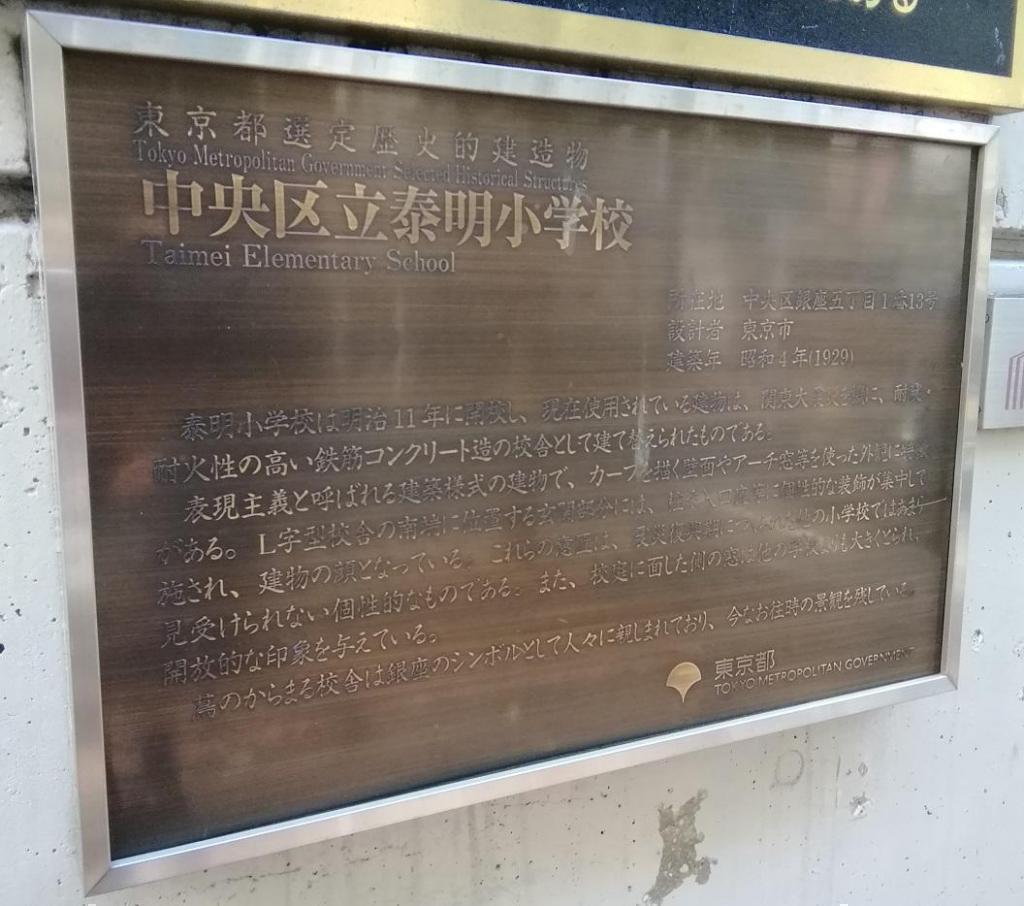 ある
東京都選定歴史的建造物
Tokyo Metropolitan Government Selected Historical Structures
中央区立泰明小学校
Taimei Elementary School
所在地 中央区銀座五丁目1番13号
設計者 東京市
建築年 昭和4年(1929)
泰明小学校は明治11年に開校し、現在使用されている建物は、関東大震災を機に、耐震・
耐火性の高い鉄筋コンクリート造の校舎として建て替えられたものである。
表現主義と呼ばれる建築様式の建物で、カーブを描く壁面やアーチ窓等を使った外観に特徴
がある。L字型校舎の南端に位置する玄関部分には、柱や入口廻りに個性的な装飾が集中して
施され、建物の顔となっている。これらの意匠は、震災復興期につくられた他の小学校ではあまり
見受けられない個性的なものである。また、校庭に面した側の窓は他の学校よりも大きくとられ、
開放的な印象を与えている。
蔦のからまる校舎は銀座のシンボルとして人々に親しまれており、今なお往時の景観を残している。
東京都
TOKYO METROPOLITAN GOVERNMENT